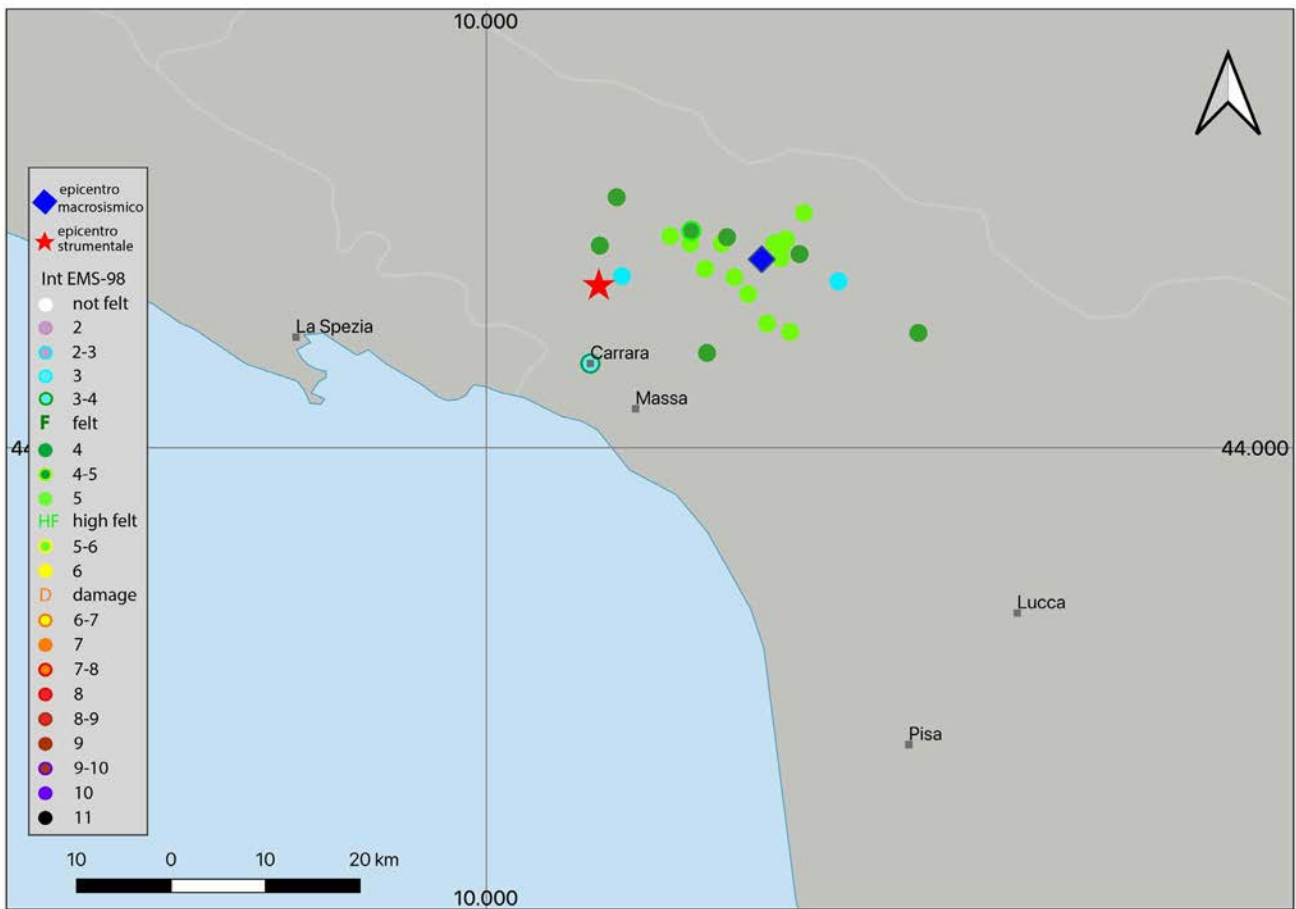 10.000
epicentro
macrosismico
epicentro
strumentale
Int EMS-98
not felt
2
2-3
3
3-4
F felt
4
4-5
5
HF high felt
5-6
6
D damage
6-7
7
7-8
8
8-9
9
9-10
10
11
La Spezia
Carrara
Massa
44
44.000
Lucca
Pisa
10 0 10 20 km
10.000